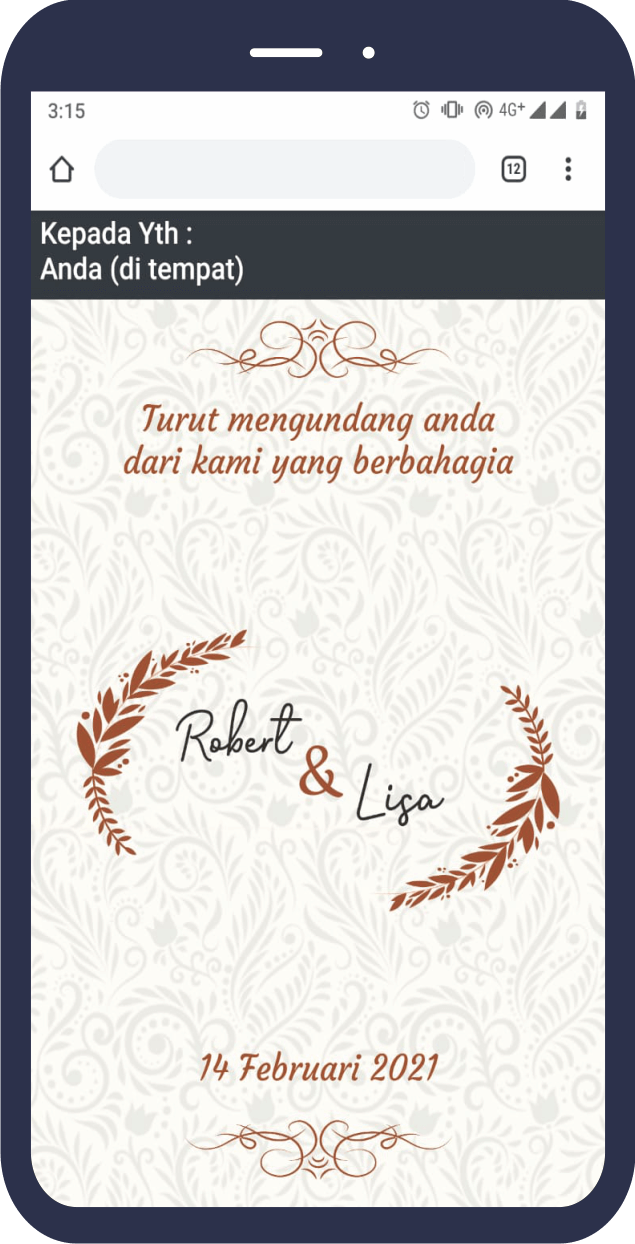 3:15
4G+
12
Kepada Yth :
Anda (di tempat)
Turut mengundang anda
dari kami yang berbahagia
Robert
&
Lisa
14 Februari 2021